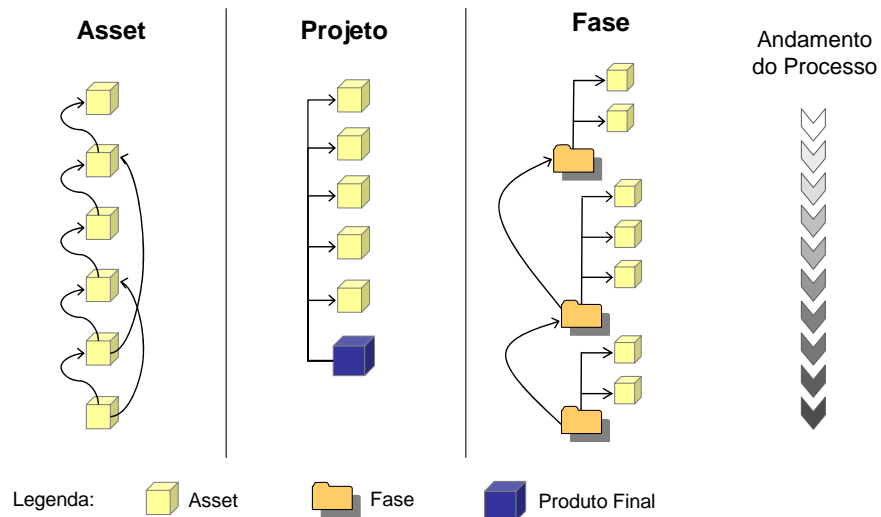 Asset
Projeto
Fase
Andamento
do Processo
Legenda:
Asset
Fase
Produto Final